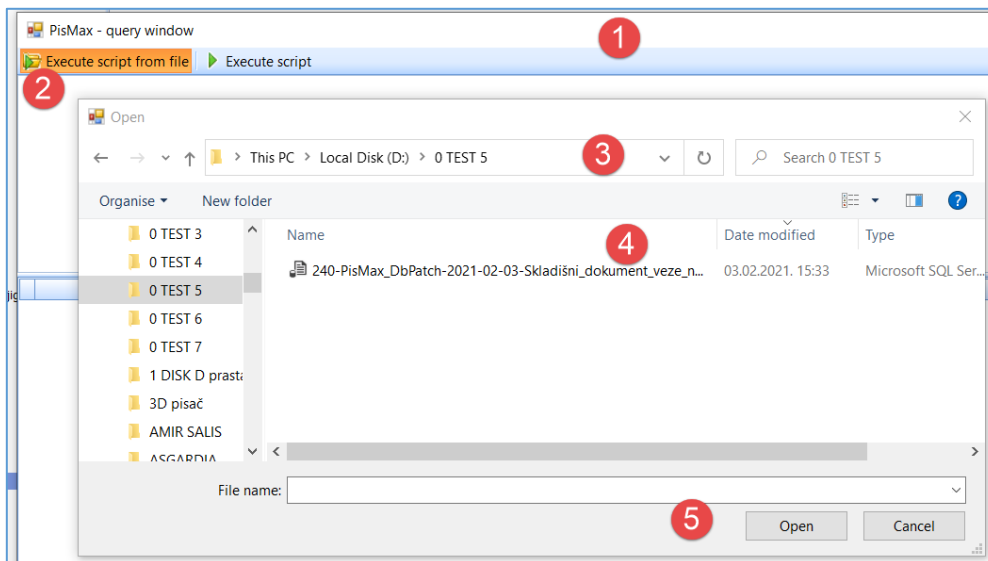 PisMax - query window
1
Execute script from file Execute script
2
Open
This PC > Local Disk (D:) > 0 TEST 5 3 Search 0 TEST 5
Organise New folder ?
0 TEST 3 Name 4 Date modified Type
0 TEST 4 240-PisMax_DbPatch-2021-02-03-Skladišni_dokument_veze_n... 03.02.2021. 15:33 Microsoft SQL Ser...
0 TEST 5
jig
0 TEST 6
0 TEST 7
1 DISK D prasta
3D pisač
AMIR SALIS
ASGARDIA
File name:
5 Open Cancel